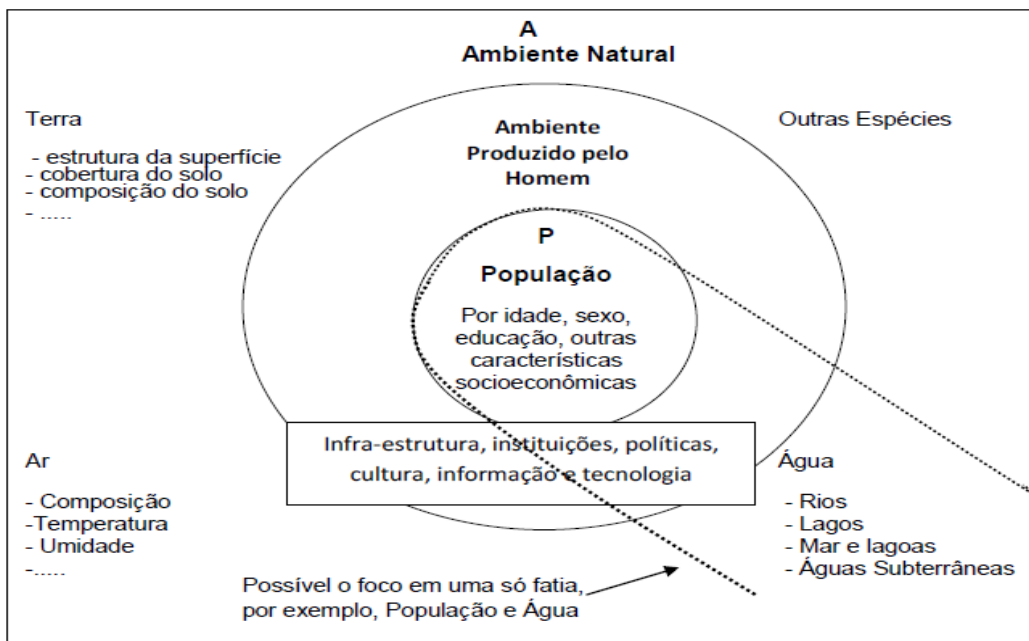 A
Ambiente Natural
Terra
- estrutura da superfície
- cobertura do solo
- composição do solo
- .....
Outras Espécies
Ambiente
Produzido pelo
Homem
P
População
Por idade, sexo,
educação, outras
características
socioeconômicas
Infra-estrutura, instituições, políticas,
cultura, informação e tecnologia
Ar
- Composição
-Temperatura
- Umidade
-.....
Água
- Rios
- Lagos
- Mar e lagoas
- Águas Subterrâneas
Possível o foco em uma só fatia,
por exemplo, População e Água